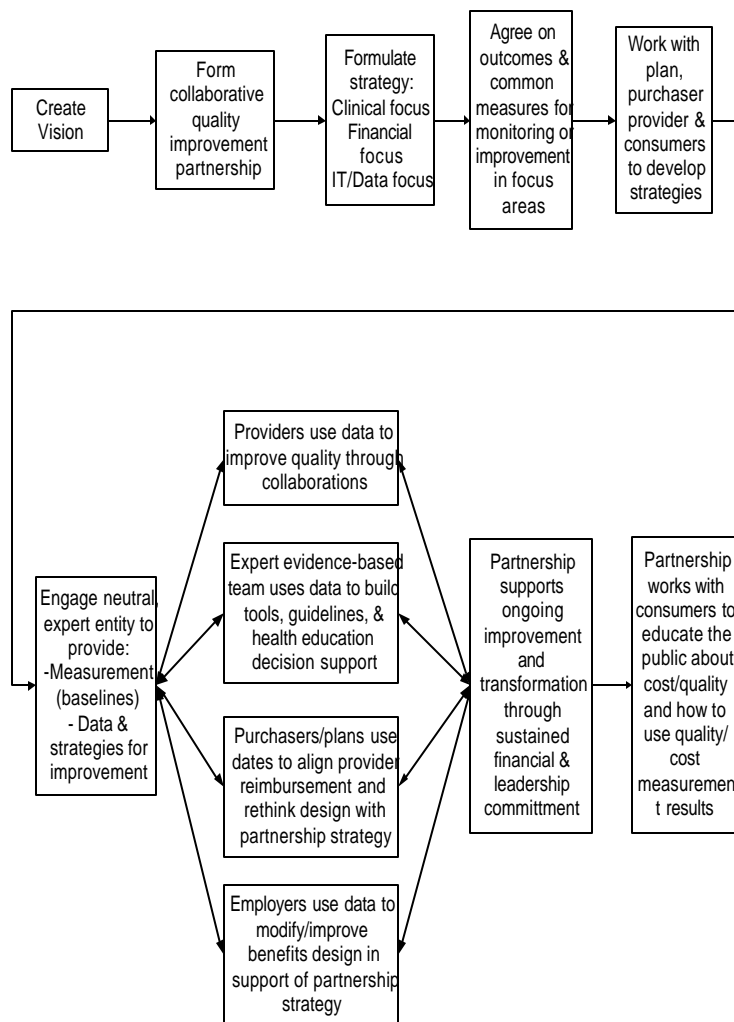 Create
Vision
Form
collaborative
quality
improvement
partnership
Formulate
strategy:
Clinical focus
Financial
focus
IT/Data focus
Agree on
outcomes &
common
measures for
monitoring or
improvement
in focus
areas
Work with
plan,
purchaser
provider &
consumers
to develop
strategies
Engage neutral,
expert entity to
provide:
-Measurement
(baselines)
- Data &
strategies for
improvement
Providers use data to
improve quality through
collaborations
Expert evidence-based
team uses data to build
tools, guidelines, &
health education
decision support
Purchasers/plans use
dates to align provider
reimbursement and
rethink design with
partnership strategy
Employers use data to
modify/improve
benefits design in
support of partnership
strategy
Partnership
supports
ongoing
improvement
and
transformation
through
sustained
financial &
leadership
committment
Partnership
works with
consumers to
educate the
public about
cost/quality
and how to
use quality/
cost
measuremen
t results